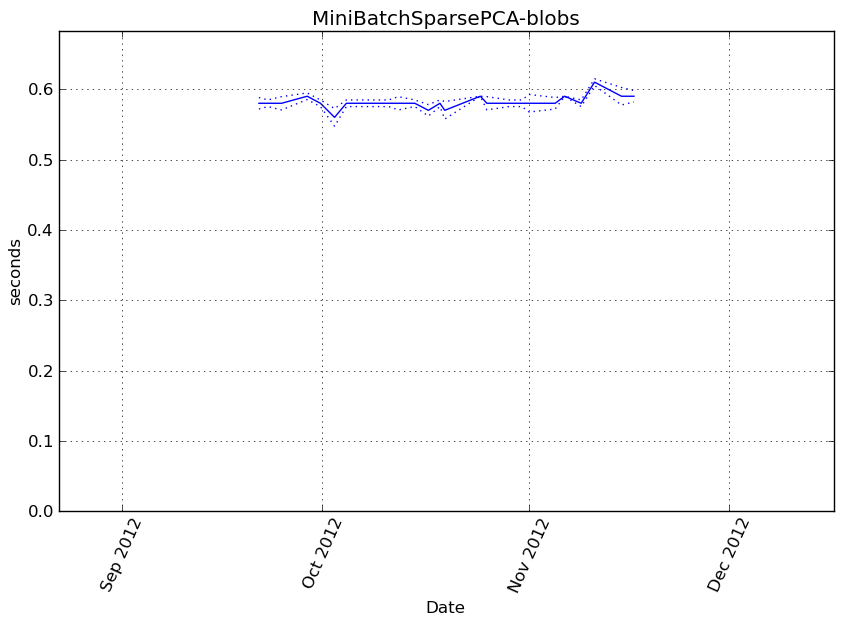 MiniBatchSparsePCA-blobs
0.6
0.5
0.4
0.3
0.2
0.1
0.0
seconds
Sep 2012
Oct 2012
Nov 2012
Dec 2012
Date